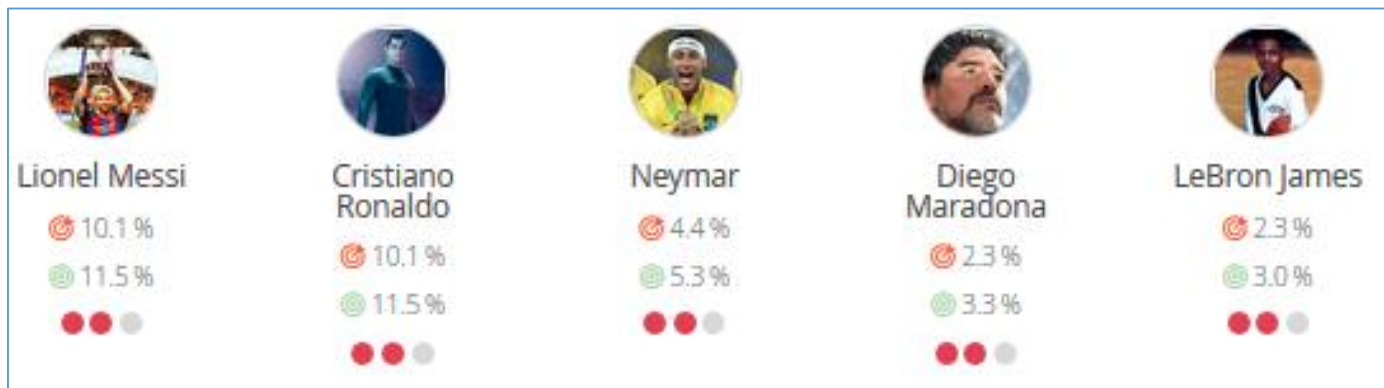 Lionel Messi
10.1 %
11.5 %
Cristiano
Ronaldo
10.1 %
11.5 %
Neymar
4.4 %
5.3 %
Diego
Maradona
2.3 %
3.3 %
LeBron James
2.3 %
3.0 %